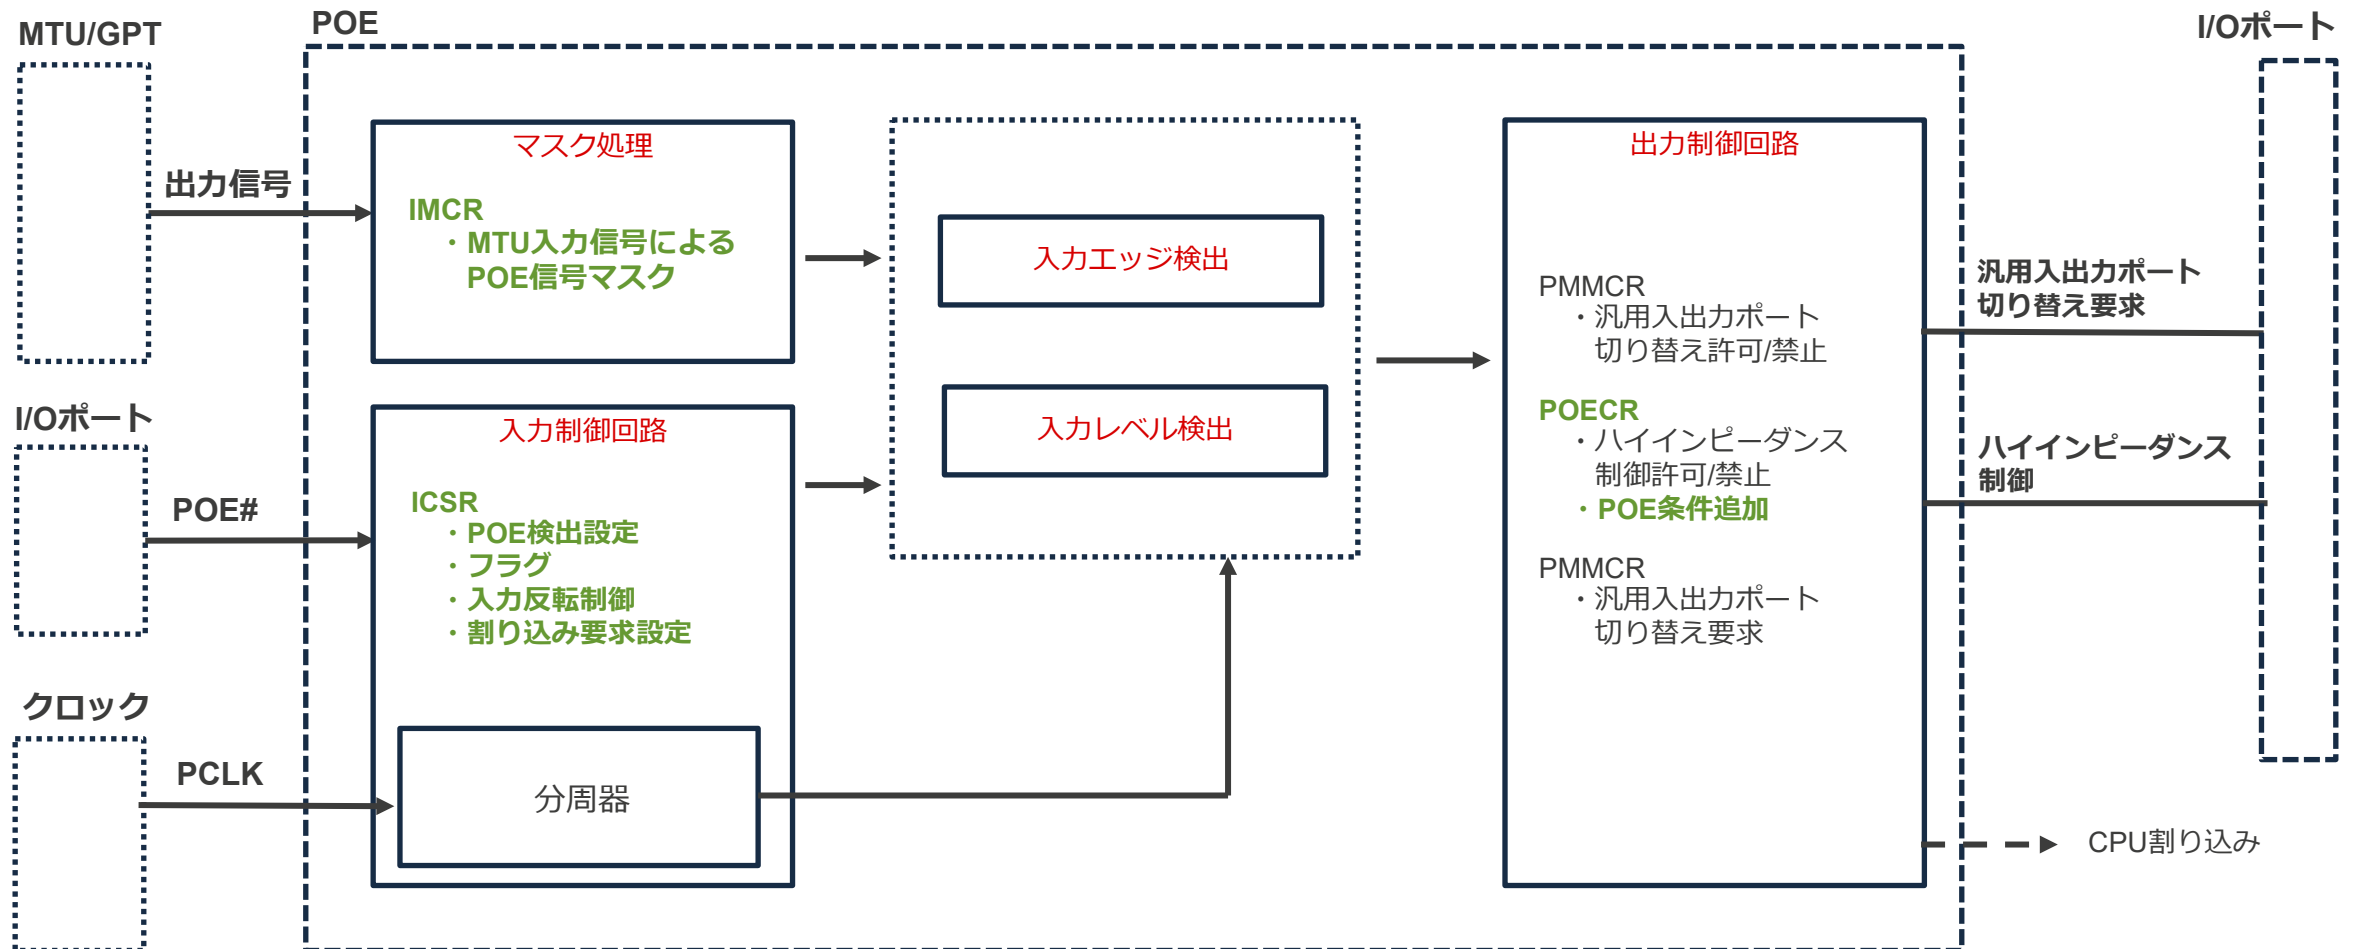 MTU/GPT
POE
I/Oポート
出力信号
マスク処理
IMCR
・MTU入力信号による
POE信号マスク
I/Oポート
POE#
入力制御回路
ICSR
・POE検出設定
・フラグ
・入力反転制御
・割り込み要求設定
クロック
PCLK
分周器
入力エッジ検出
入力レベル検出
出力制御回路
PMMCR
・汎用入出力ポート
切り替え許可/禁止
POECR
・ハイインピーダンス
制御許可/禁止
・POE条件追加
PMMCR
・汎用入出力ポート
切り替え要求
汎用入出力ポート
切り替え要求
ハイインピーダンス
制御
CPU割り込み